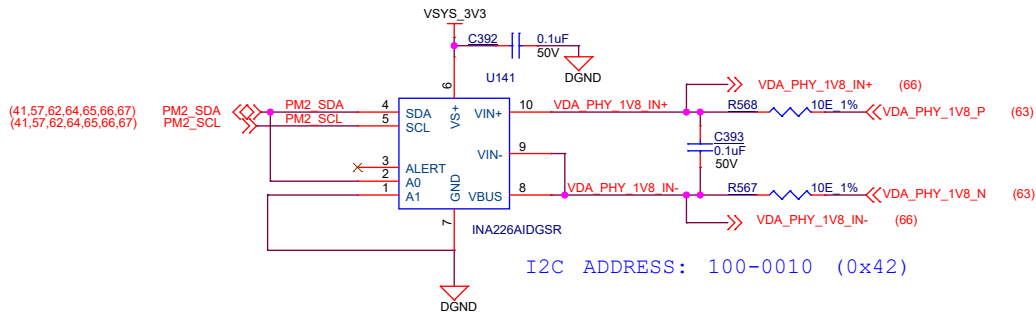 VSYS_3V3
C392
0.1uF
50V
DGND
6
U141
VDA_PHY_1V8_IN+ (66)
(41,57,62,64,65,66,67) PM2_SDA PM2_SDA 4 SDA VS+ VIN+ 10 VDA_PHY_1V8_IN+ R568 10E_1% VDA_PHY_1V8_P (63)
(41,57,62,64,65,66,67) PM2_SCL PM2_SCL 5 SCL
C393
0.1uF
50V
9 VIN-
3 ALERT
2 A0
1 A1 GND VBUS 8 VDA_PHY_1V8_IN- R567 10E_1% VDA_PHY_1V8_N (63)
7
INA226AIDGSR
VDA_PHY_1V8_IN- (66)
I2C ADDRESS: 100-0010 (0x42)
DGND